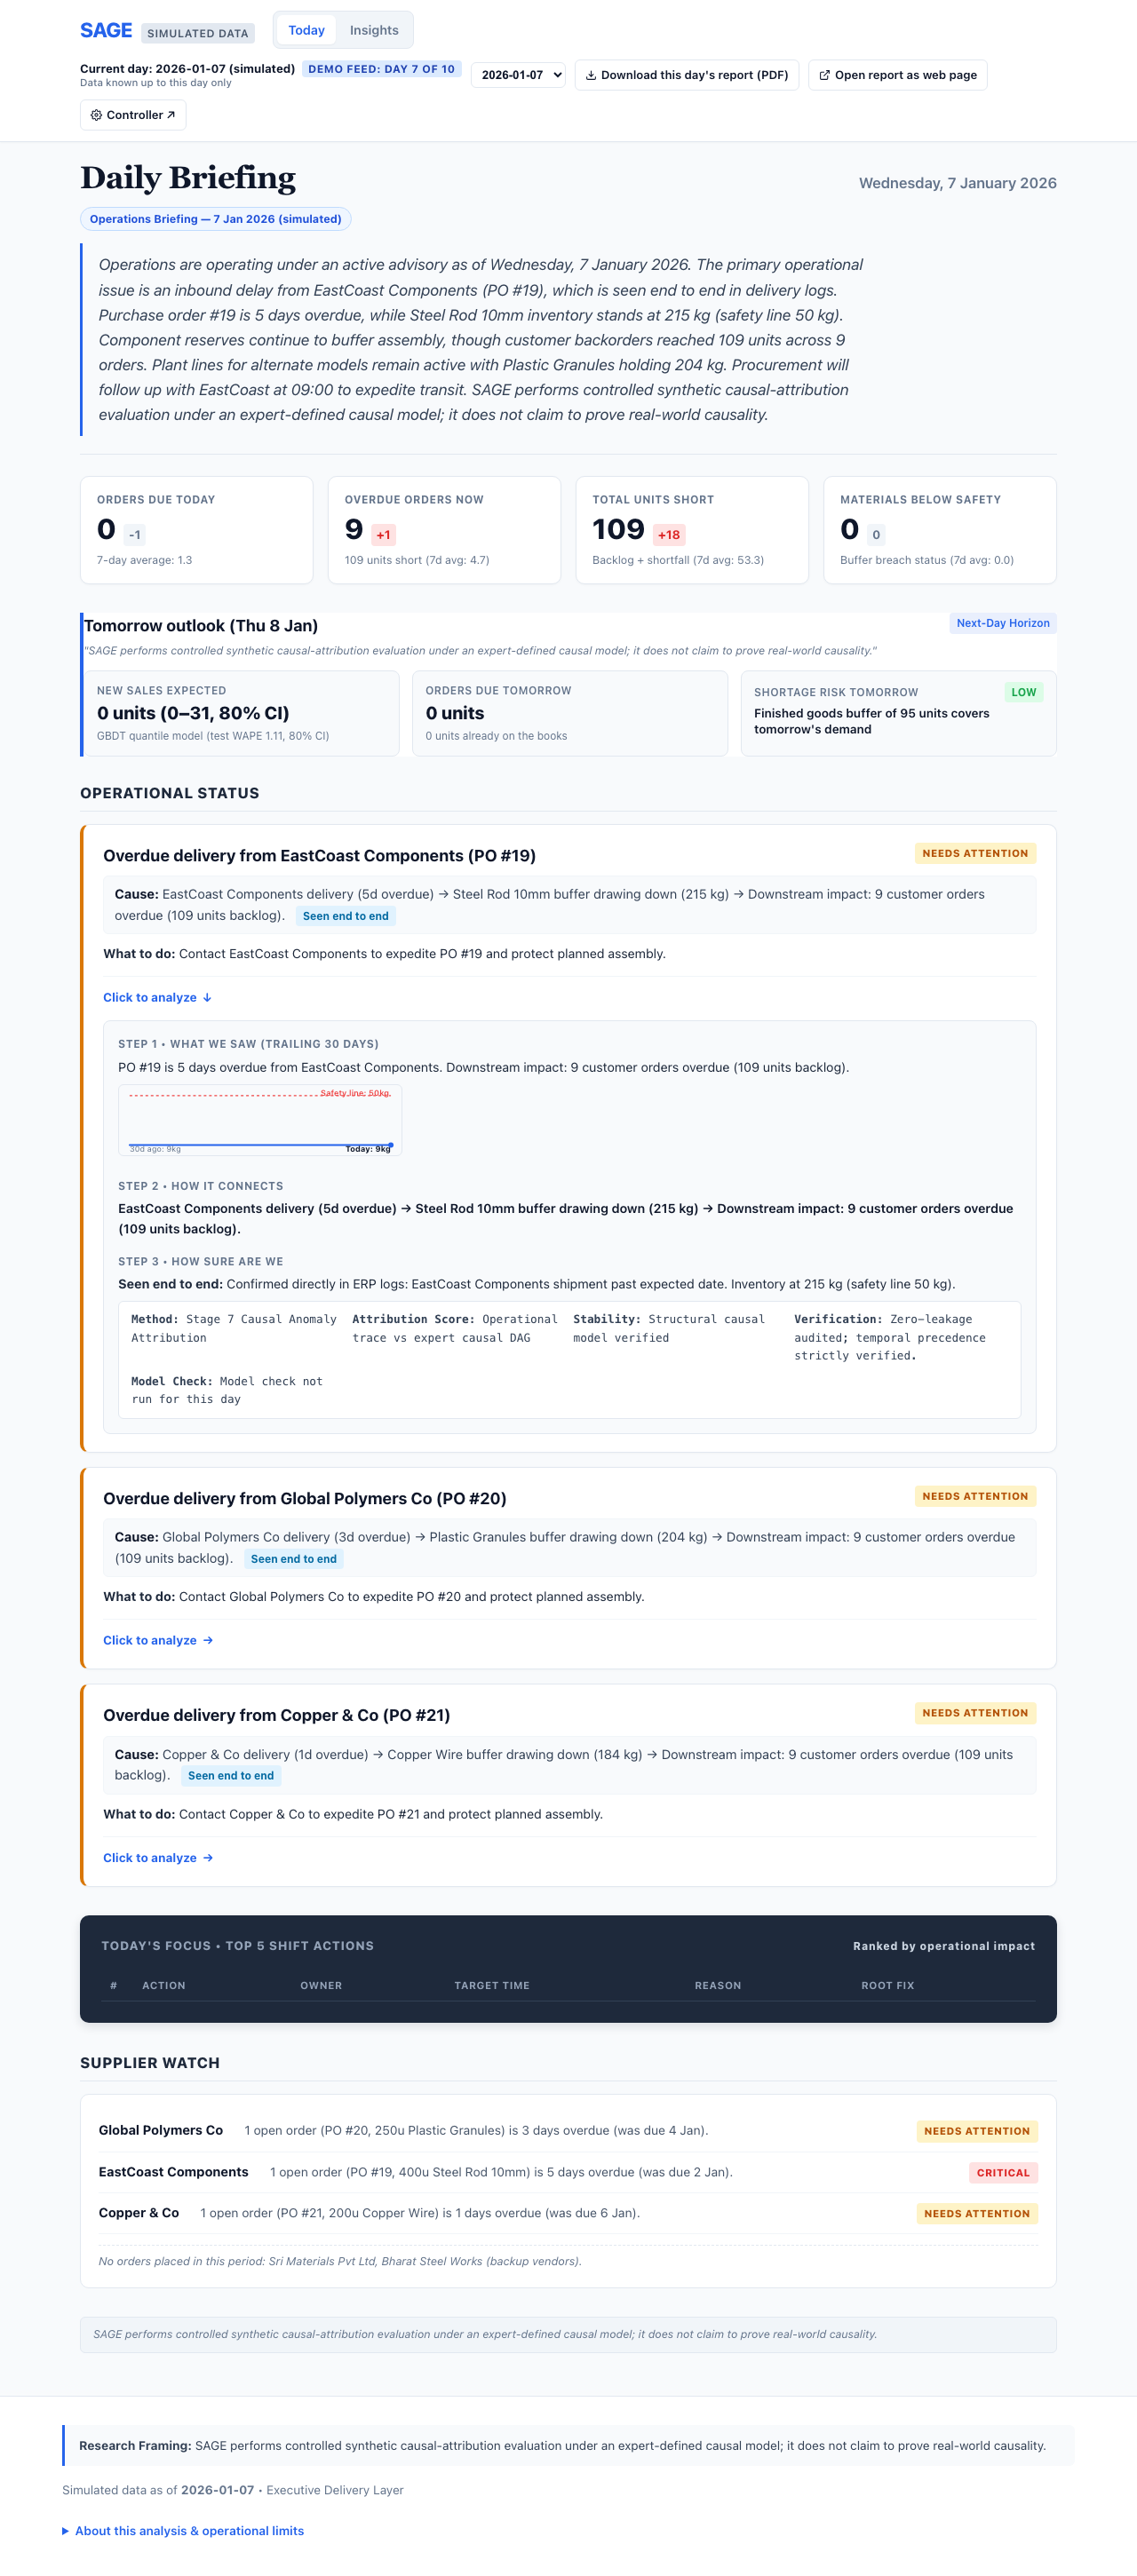 SAGE SIMULATED DATA Today Insights
Current day: 2026-01-07 (simulated) DEMO FEED: DAY 7 OF 10
Data known up to this day only
2026-01-07 Download this day's report (PDF) Open report as web page
Controller ↗
Daily Briefing
Wednesday, 7 January 2026
Operations Briefing — 7 Jan 2026 (simulated)
Operations are operating under an active advisory as of Wednesday, 7 January 2026. The primary operational
issue is an inbound delay from EastCoast Components (PO #19), which is seen end to end in delivery logs.
Purchase order #19 is 5 days overdue, while Steel Rod 10mm inventory stands at 215 kg (safety line 50 kg).
Component reserves continue to buffer assembly, though customer backorders reached 109 units across 9
orders. Plant lines for alternate models remain active with Plastic Granules holding 204 kg. Procurement will
follow up with EastCoast at 09:00 to expedite transit. SAGE performs controlled synthetic causal-attribution
evaluation under an expert-defined causal model; it does not claim to prove real-world causality.
ORDERS DUE TODAY
0 -1
7-day average: 1.3
OVERDUE ORDERS NOW
9 +1
109 units short (7d avg: 4.7)
TOTAL UNITS SHORT
109 +18
Backlog + shortfall (7d avg: 53.3)
MATERIALS BELOW SAFETY
0 0
Buffer breach status (7d avg: 0.0)
Tomorrow outlook (Thu 8 Jan)
Next-Day Horizon
"SAGE performs controlled synthetic causal-attribution evaluation under an expert-defined causal model; it does not claim to prove real-world causality."
NEW SALES EXPECTED
0 units (0–31, 80% CI)
GBDT quantile model (test WAPE 1.11, 80% CI)
ORDERS DUE TOMORROW
0 units
0 units already on the books
SHORTAGE RISK TOMORROW LOW
Finished goods buffer of 95 units covers
tomorrow's demand
OPERATIONAL STATUS
Overdue delivery from EastCoast Components (PO #19)
NEEDS ATTENTION
Cause: EastCoast Components delivery (5d overdue) → Steel Rod 10mm buffer drawing down (215 kg) → Downstream impact: 9 customer orders
overdue (109 units backlog). Seen end to end
What to do: Contact EastCoast Components to expedite PO #19 and protect planned assembly.
Click to analyze ↓
STEP 1 • WHAT WE SAW (TRAILING 30 DAYS)
PO #19 is 5 days overdue from EastCoast Components. Downstream impact: 9 customer orders overdue (109 units backlog).
Safety line: 50kg
30d ago: 9kg
Today: 9kg
STEP 2 • HOW IT CONNECTS
EastCoast Components delivery (5d overdue) → Steel Rod 10mm buffer drawing down (215 kg) → Downstream impact: 9 customer orders overdue
(109 units backlog).
STEP 3 • HOW SURE ARE WE
Seen end to end: Confirmed directly in ERP logs: EastCoast Components shipment past expected date. Inventory at 215 kg (safety line 50 kg).
Method: Stage 7 Causal Anomaly
Attribution
Attribution Score: Operational
trace vs expert causal DAG
Stability: Structural causal
model verified
Verification: Zero-leakage
audited; temporal precedence
strictly verified.
Model Check: Model check not
run for this day
Overdue delivery from Global Polymers Co (PO #20)
NEEDS ATTENTION
Cause: Global Polymers Co delivery (3d overdue) → Plastic Granules buffer drawing down (204 kg) → Downstream impact: 9 customer orders overdue
(109 units backlog). Seen end to end
What to do: Contact Global Polymers Co to expedite PO #20 and protect planned assembly.
Click to analyze →
Overdue delivery from Copper & Co (PO #21)
NEEDS ATTENTION
Cause: Copper & Co delivery (1d overdue) → Copper Wire buffer drawing down (184 kg) → Downstream impact: 9 customer orders overdue (109 units
backlog). Seen end to end
What to do: Contact Copper & Co to expedite PO #21 and protect planned assembly.
Click to analyze →
TODAY'S FOCUS • TOP 5 SHIFT ACTIONS
Ranked by operational impact
# ACTION OWNER TARGET TIME REASON ROOT FIX
SUPPLIER WATCH
Global Polymers Co 1 open order (PO #20, 250u Plastic Granules) is 3 days overdue (was due 4 Jan). NEEDS ATTENTION
EastCoast Components 1 open order (PO #19, 400u Steel Rod 10mm) is 5 days overdue (was due 2 Jan). CRITICAL
Copper & Co 1 open order (PO #21, 200u Copper Wire) is 1 days overdue (was due 6 Jan). NEEDS ATTENTION
No orders placed in this period: Sri Materials Pvt Ltd, Bharat Steel Works (backup vendors).
SAGE performs controlled synthetic causal-attribution evaluation under an expert-defined causal model; it does not claim to prove real-world causality.
Research Framing: SAGE performs controlled synthetic causal-attribution evaluation under an expert-defined causal model; it does not claim to prove real-world causality.
Simulated data as of 2026-01-07 • Executive Delivery Layer
▶ About this analysis & operational limits